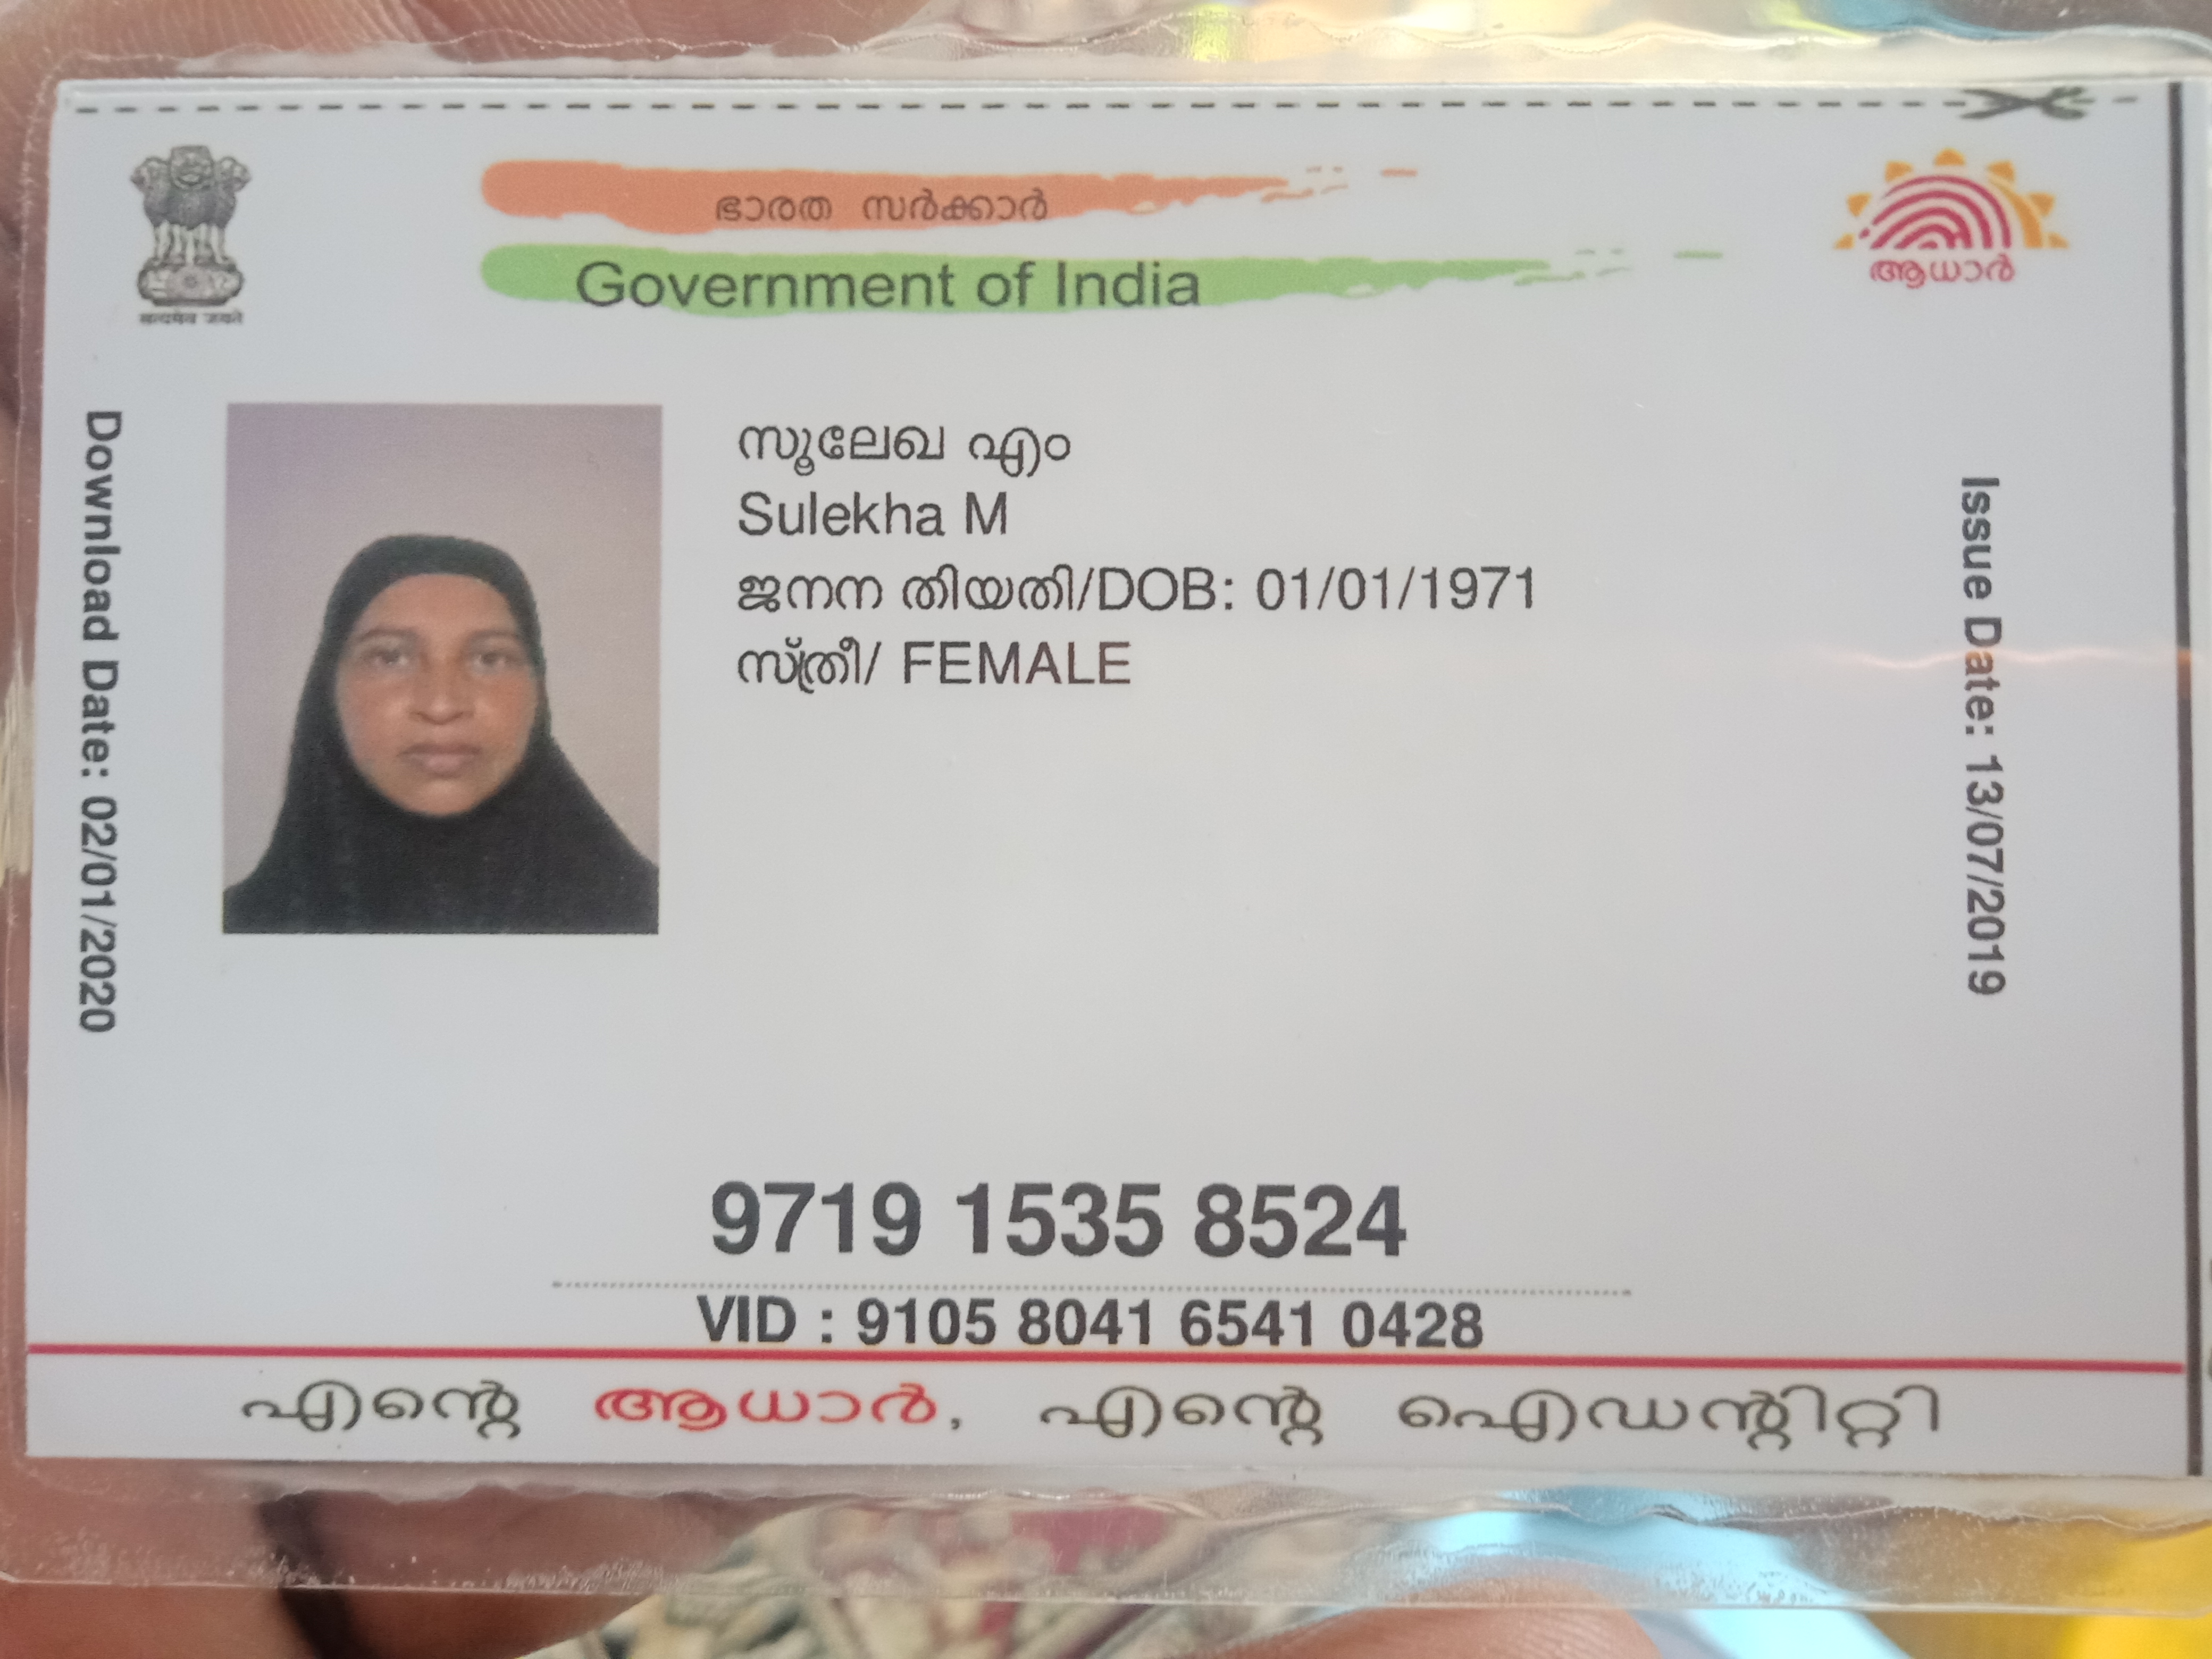 ഭാരത സർക്കാർ
Government of India
सत्यमेव जयते
ആധാർ
Download Date: 02/01/2020
സൂലേഖ എം
Sulekha M
ജനന തിയതി/DOB: 01/01/1971
സ്ത്രീ/ FEMALE
Issue Date: 13/07/2019
9719 1535 8524
VID : 9105 8041 6541 0428
എന്റെ ആധാർ, എന്റെ ഐഡന്റിറ്റി